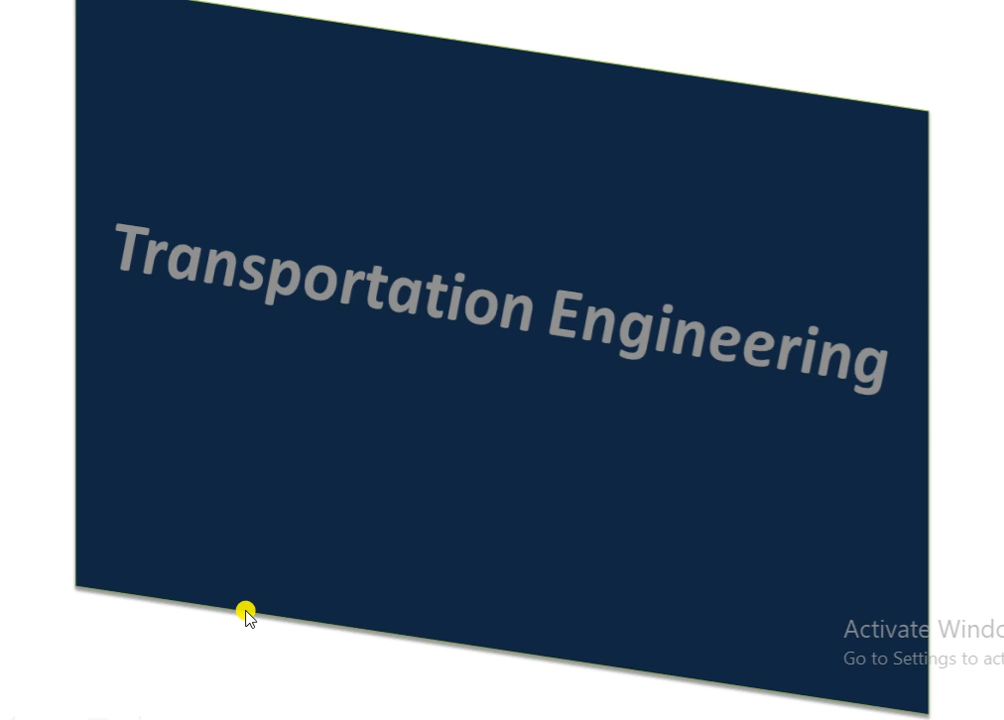 Transportation Engineering
Activate Windo
Go to Settings to act